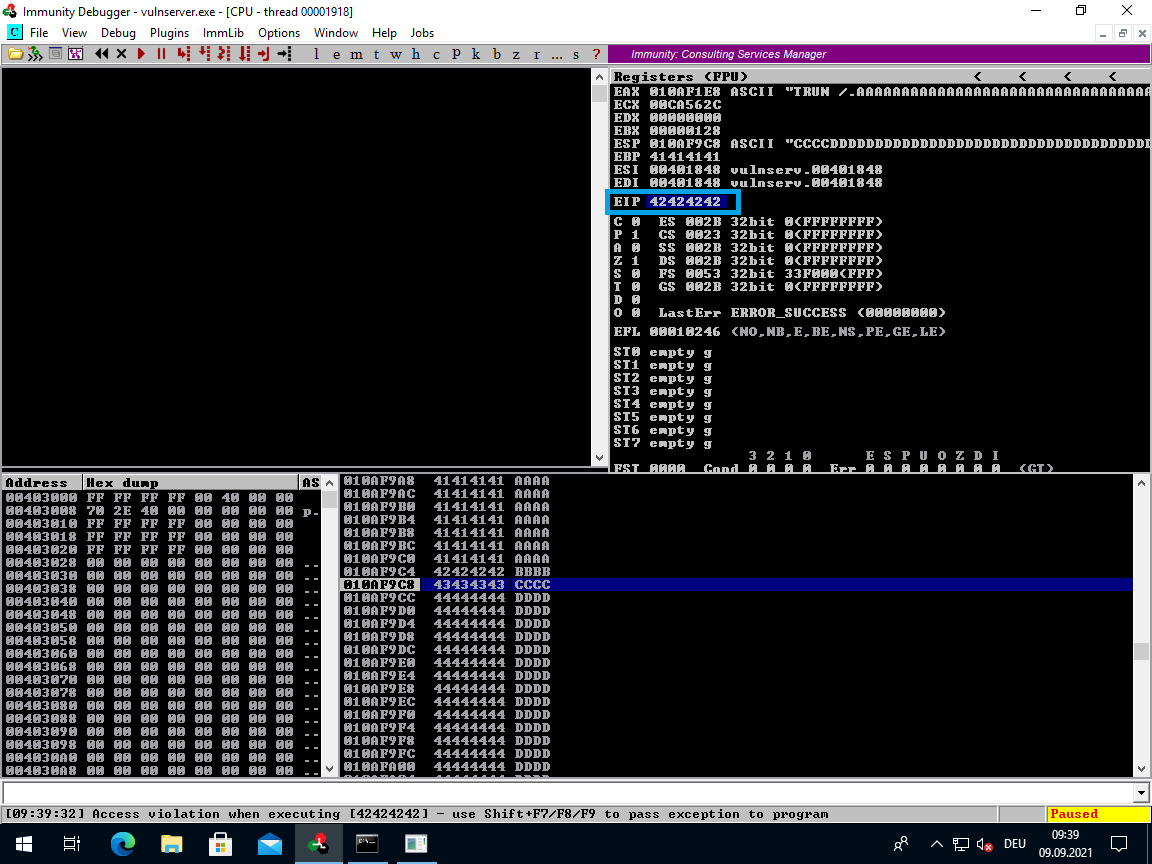 Immunity Debugger - vulnserver.exe - [CPU - thread 00001918]
C File View Debug Plugins ImmLib Options Window Help Jobs
l e m t w h c P k b z r ... s ? Immunity: Consulting Services Manager
Registers (FPU) < < < <
EAX 010AF1E8 ASCII "TRUN /.AAAAAAAAAAAAAAAAAAAAAAAAAAAAAAAAA
ECX 00CA562C
EDX 00000000
EBX 00000128
ESP 010AF9C8 ASCII "CCCCDDDDDDDDDDDDDDDDDDDDDDDDDDDDDDDDDDDD
EBP 41414141
ESI 00401848 vulnserv.00401848
EDI 00401848 vulnserv.00401848
EIP 42424242
C 0 ES 002B 32bit 0(FFFFFFFF)
P 1 CS 0023 32bit 0(FFFFFFFF)
A 0 SS 002B 32bit 0(FFFFFFFF)
Z 1 DS 002B 32bit 0(FFFFFFFF)
S 0 FS 0053 32bit 33F000(FFF)
T 0 GS 002B 32bit 0(FFFFFFFF)
D 0
O 0 LastErr ERROR_SUCCESS (00000000)
EFL 00010246 (NO,NB,E,BE,NS,PE,GE,LE)
ST0 empty g
ST1 empty g
ST2 empty g
ST3 empty g
ST4 empty g
ST5 empty g
ST6 empty g
ST7 empty g
3 2 1 0 E S P U O Z D I
FST 0000 Cond 0 0 0 0 Err 0 0 0 0 0 0 0 0 (GT)
Address Hex dump AS
00403000 FF FF FF FF 00 40 00 00
00403008 70 2E 40 00 00 00 00 00 p.
00403010 FF FF FF FF 00 00 00 00
00403018 FF FF FF FF 00 00 00 00
00403020 FF FF FF FF 00 00 00 00
00403028 00 00 00 00 00 00 00 00 ..
00403030 00 00 00 00 00 00 00 00 ..
00403038 00 00 00 00 00 00 00 00 ..
00403040 00 00 00 00 00 00 00 00 ..
00403048 00 00 00 00 00 00 00 00 ..
00403050 00 00 00 00 00 00 00 00 ..
00403058 00 00 00 00 00 00 00 00 ..
00403060 00 00 00 00 00 00 00 00 ..
00403068 00 00 00 00 00 00 00 00 ..
00403070 00 00 00 00 00 00 00 00 ..
00403078 00 00 00 00 00 00 00 00 ..
00403080 00 00 00 00 00 00 00 00 ..
00403088 00 00 00 00 00 00 00 00 ..
00403090 00 00 00 00 00 00 00 00 ..
00403098 00 00 00 00 00 00 00 00 ..
004030A0 00 00 00 00 00 00 00 00 ..
004030A8 00 00 00 00 00 00 00 00 ..
010AF9A8 41414141 AAAA
010AF9AC 41414141 AAAA
010AF9B0 41414141 AAAA
010AF9B4 41414141 AAAA
010AF9B8 41414141 AAAA
010AF9BC 41414141 AAAA
010AF9C0 41414141 AAAA
010AF9C4 42424242 BBBB
010AF9C8 43434343 CCCC
010AF9CC 44444444 DDDD
010AF9D0 44444444 DDDD
010AF9D4 44444444 DDDD
010AF9D8 44444444 DDDD
010AF9DC 44444444 DDDD
010AF9E0 44444444 DDDD
010AF9E4 44444444 DDDD
010AF9E8 44444444 DDDD
010AF9EC 44444444 DDDD
010AF9F0 44444444 DDDD
010AF9F4 44444444 DDDD
010AF9F8 44444444 DDDD
010AF9FC 44444444 DDDD
010AFA00 44444444 DDDD
[09:39:32] Access violation when executing [42424242] - use Shift+F7/F8/F9 to pass exception to program Paused
DEU
09:39
09.09.2021